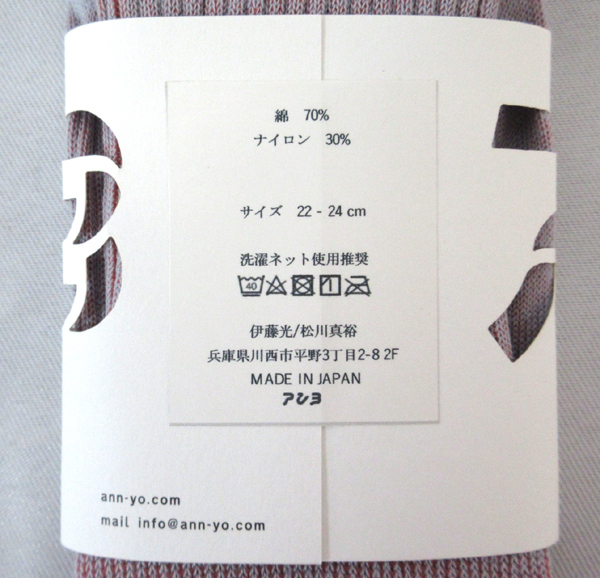 綿 70%
ナイロン 30%
サイズ 22 - 24 cm
洗濯ネット使用推奨
40
伊藤光/松川真裕
兵庫県川西市平野3丁目2-8 2F
MADE IN JAPAN
アンヨ
ann-yo.com
mail info@ann-yo.com